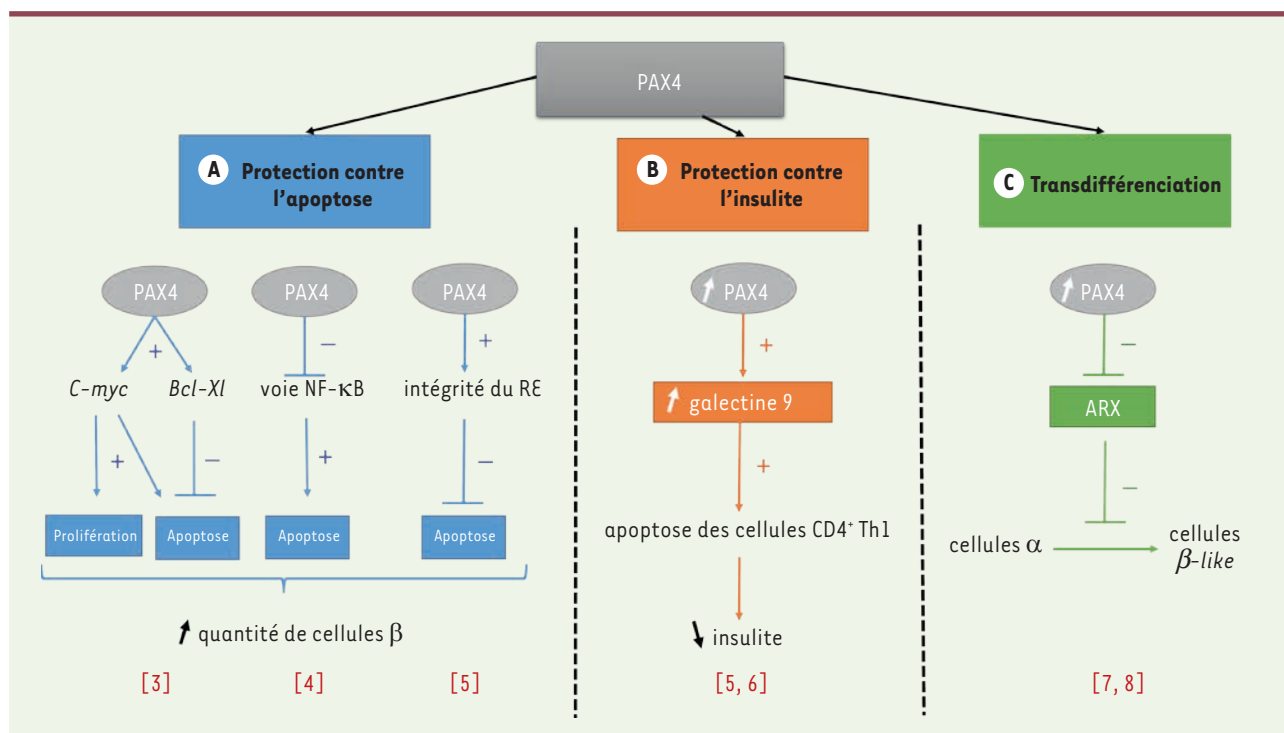 PAX4
A Protection contre
l'apoptose
B Protection contre
l'insulite
C Transdifférenciation
PAX4
PAX4
PAX4
PAX4
PAX4
+
–
+
+
–
C-myc
Bcl-Xl
voie NF-κB
intégrité du RE
galectine 9
ARX
+
–
+
–
+
–
Prolifération
Apoptose
Apoptose
Apoptose
apoptose des cellules CD4⁺ Th1
cellules α
cellules
β-like
quantité de cellules β
insulite
[3]
[4]
[5]
[5, 6]
[7, 8]